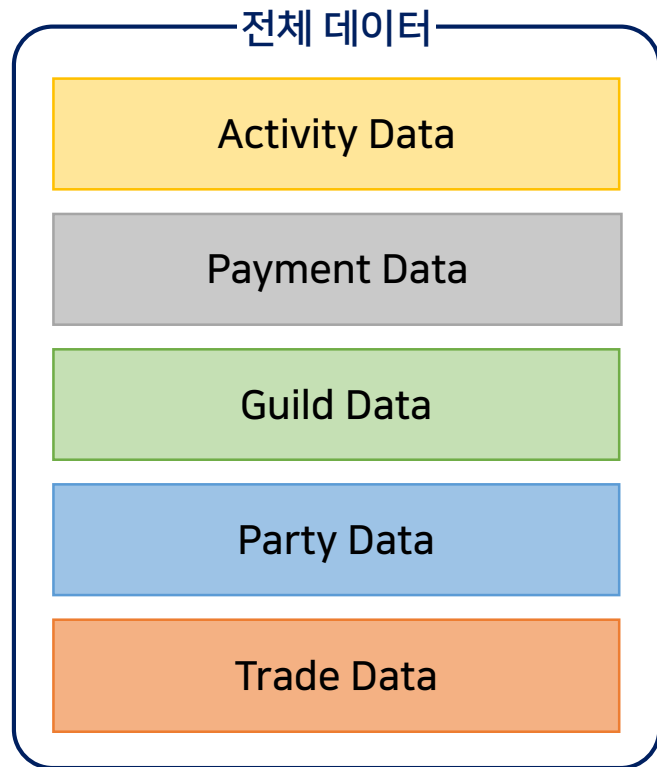 전체 데이터
Activity Data
Payment Data
Guild Data
Party Data
Trade Data